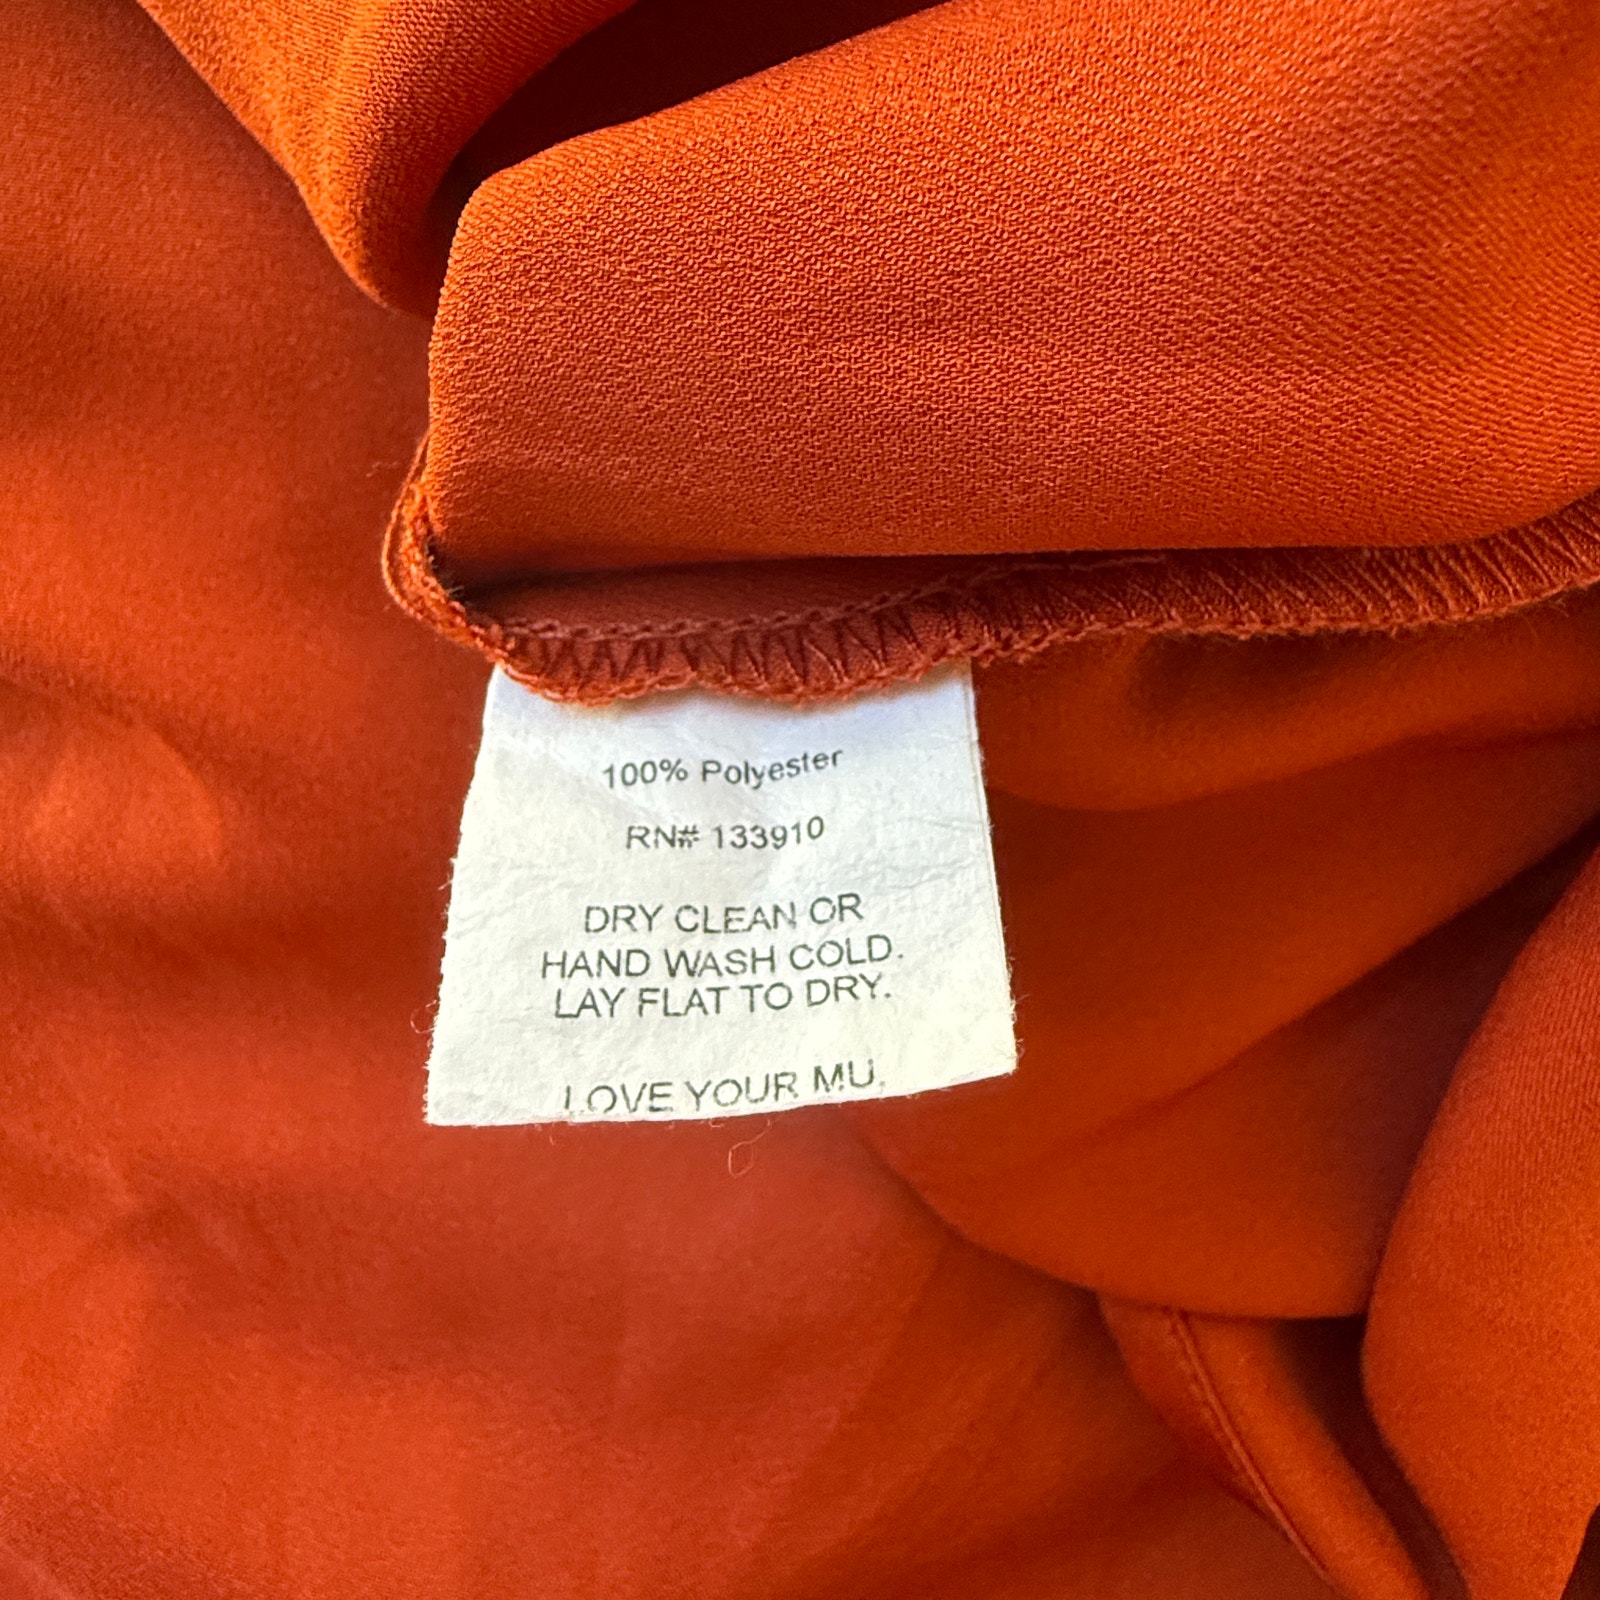 100% Polyester
RN# 133910
DRY CLEAN OR
HAND WASH COLD.
LAY FLAT TO DRY.
LOVE YOUR MU.